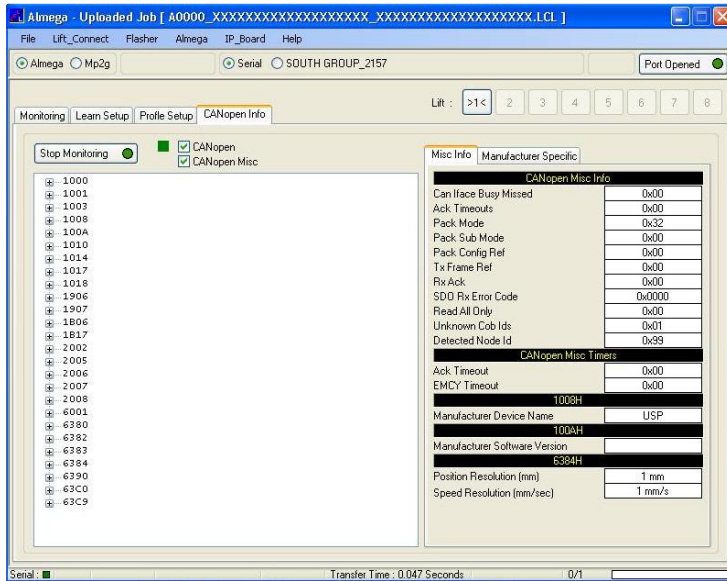 Almega - Uploaded Job [ A0000_XXXXXXXXXXXXXXXXXXX_XXXXXXXXXXXXXXXXXXX.LCL ]
File Lift_Connect Flasher Almega IP_Board Help
Almega Mp2g Serial SOUTH GROUP_2157 Port Opened
Lift : >1< 2 3 4 5 6 7 8
Monitoring Learn Setup Profile Setup CANopen Info
Stop Monitoring
CANopen
CANopen Misc
1000
1001
1003
1008
100A
1010
1014
1017
1018
1906
1907
1B06
1B17
2002
2005
2006
2007
2008
6001
6380
6382
6383
6384
6390
63C0
63C9
Misc Info Manufacturer Specific
CANopen Misc Info
Can Iface Busy Missed 0x00
Ack Timeouts 0x00
Pack Mode 0x32
Pack Sub Mode 0x00
Pack Config Ref 0x00
Tx Frame Ref 0x00
Rx Ack 0x00
SDO Rx Error Code 0x0000
Read All Only 0x00
Unknown Cob Ids 0x01
Detected Node Id 0x99
CANopen Misc Timers
Ack Timeout 0x00
EMCY Timeout 0x00
1008H
Manufacturer Device Name USP
100AH
Manufacturer Software Version
6384H
Position Resolution (mm) 1 mm
Speed Resolution (mm/sec) 1 mm/s
Serial : Transfer Time : 0.047 Seconds 0/1